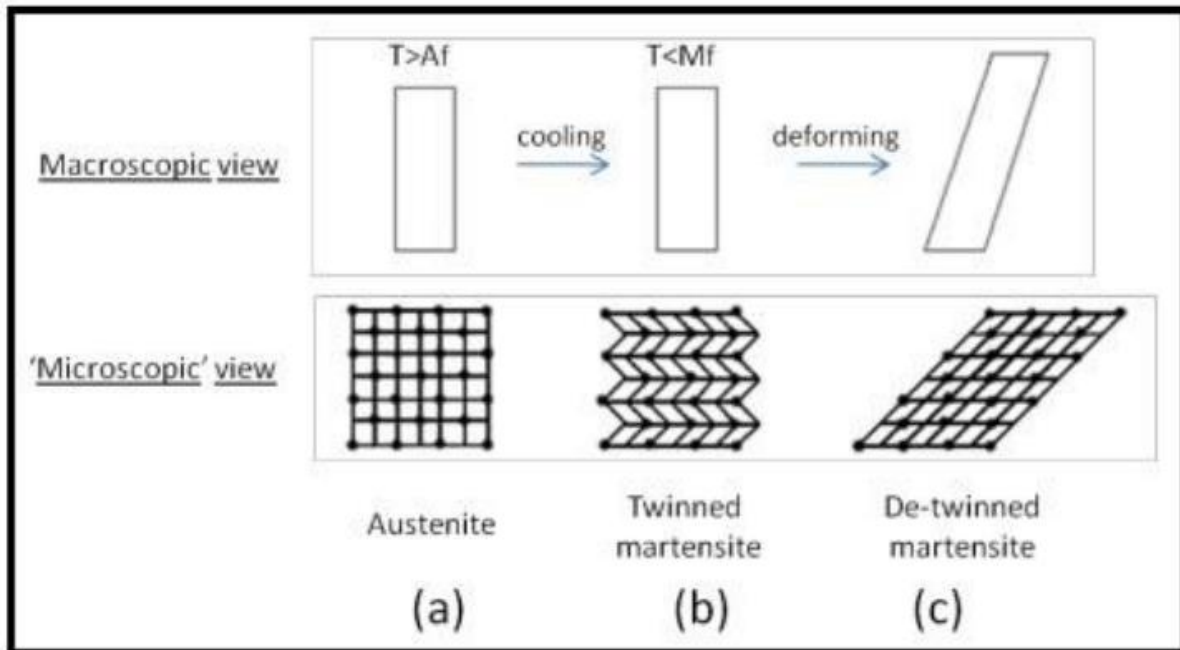 T>Af
T<Mf
cooling
deforming
Macroscopic view
'Microscopic' view
Austenite
Twinned
martensite
De-twinned
martensite
(a)
(b)
(c)